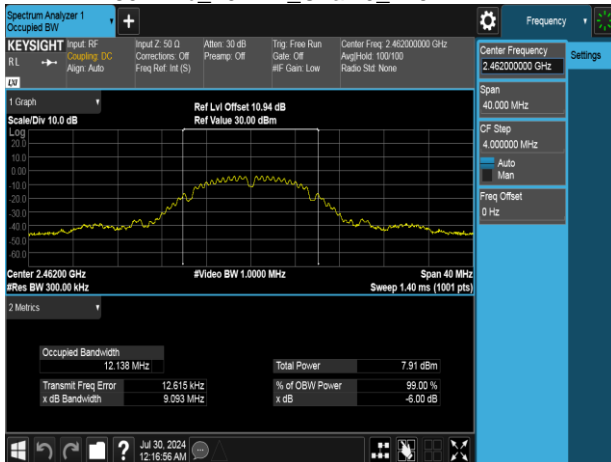 Spectrum Analyzer 1
Occupied BW
+
Frequency
KEYSIGHT
RL
Input: RF
Coupling: DC
Align: Auto
Input Z: 50 Ω
Corrections: Off
Freq Ref: Int (S)
Atten: 30 dB
Preamp: Off
Trig: Free Run
Gate: Off
#IF Gain: Low
Center Freq: 2.462000000 GHz
Avg|Hold: 100/100
Radio Std: None
Center Frequency
2.462000000 GHz
Settings
Span
40.000 MHz
CF Step
4.000000 MHz
Auto
Man
Freq Offset
0 Hz
1 Graph
Scale/Div 10.0 dB
Ref Lvl Offset 10.94 dB
Ref Value 30.00 dBm
Log
20.0
10.0
0.00
-10.0
-20.0
-30.0
-40.0
-50.0
-60.0
Center 2.46200 GHz
#Video BW 1.0000 MHz
Span 40 MHz
#Res BW 300.00 kHz
Sweep 1.40 ms (1001 pts)
2 Metrics
Occupied Bandwidth
12.138 MHz
Total Power 7.91 dBm
Transmit Freq Error 12.615 kHz
% of OBW Power 99.00 %
x dB Bandwidth 9.093 MHz
x dB -6.00 dB
?
Jul 30, 2024
12:16:56 AM